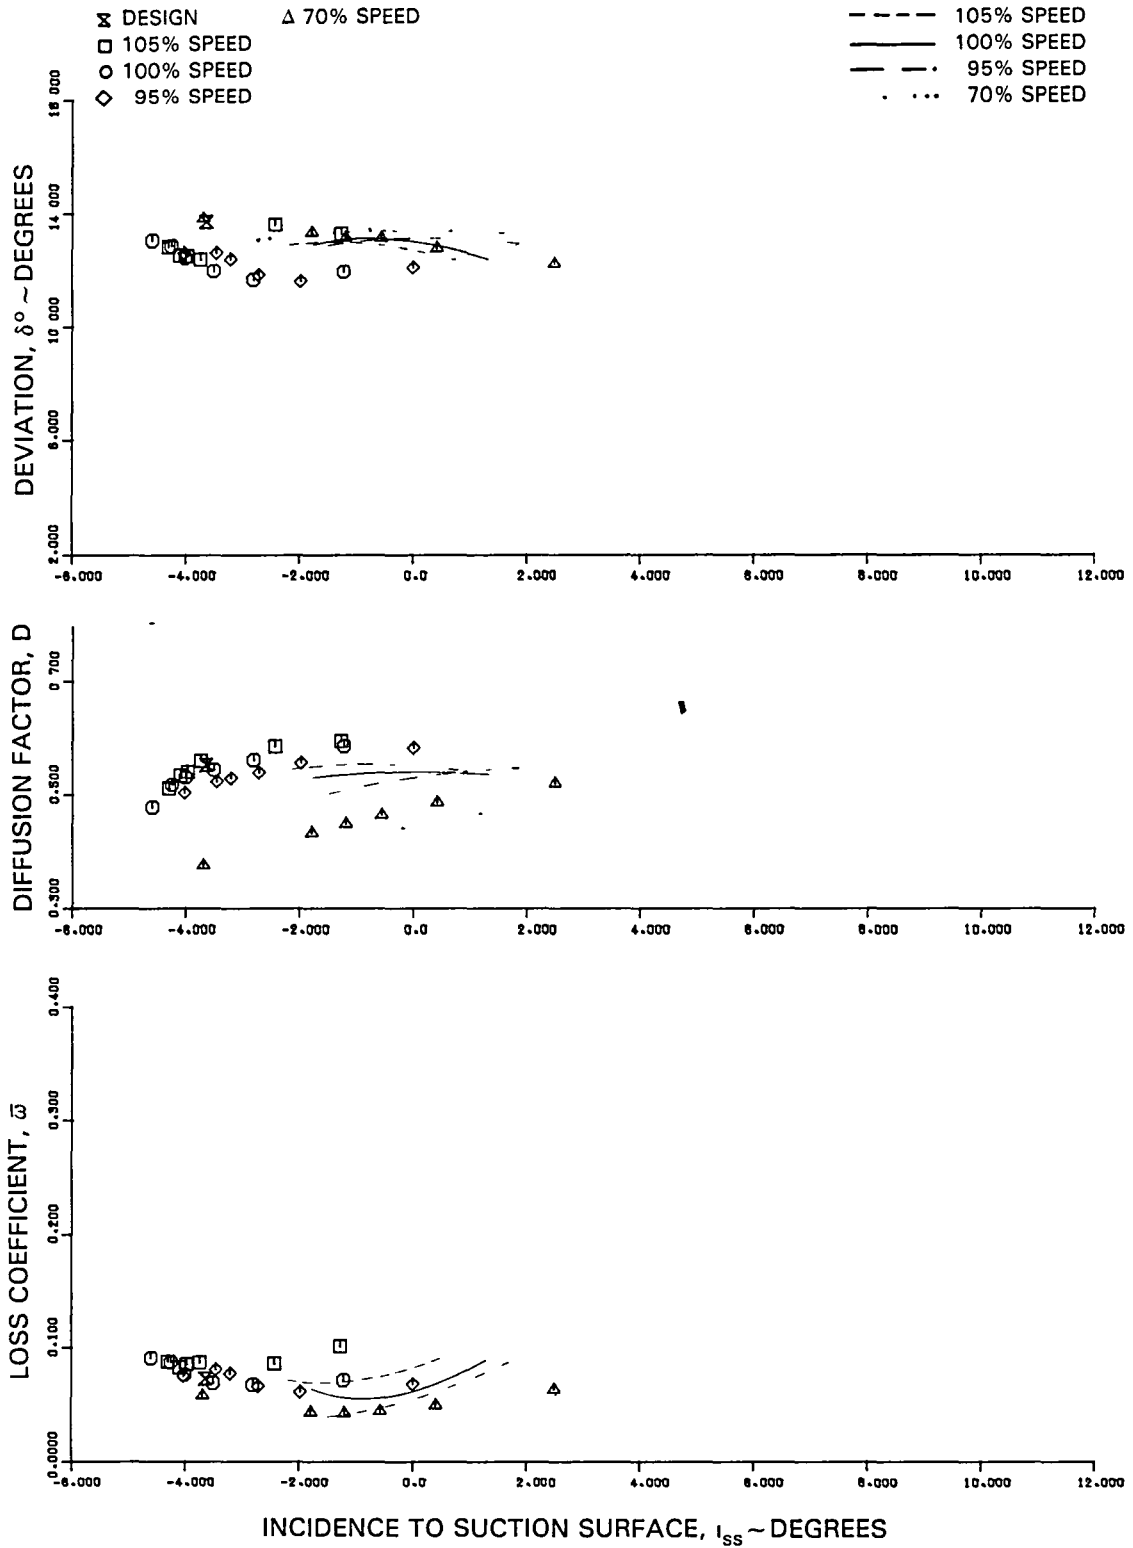 DESIGN
70% SPEED
105% SPEED
100% SPEED
95% SPEED
105% SPEED
100% SPEED
95% SPEED
70% SPEED
DEVIATION, δ° ~ DEGREES
18 000
14 000
10 000
6.000
2.000
-6.000 -4.000 -2.000 0.0 2.000 4.000 6.000 8.000 10.000 12.000
DIFFUSION FACTOR, D
0 700
0.500
0.300
-6.000 -4.000 -2.000 0.0 2.000 4.000 6.000 8.000 10.000 12.000
LOSS COEFFICIENT, ω̅
0.400
0.300
0.200
0.100
0.0000
-6.000 -4.000 -2.000 0.0 2.000 4.000 6.000 8.000 10.000 12.000
INCIDENCE TO SUCTION SURFACE, ιSS ~ DEGREES